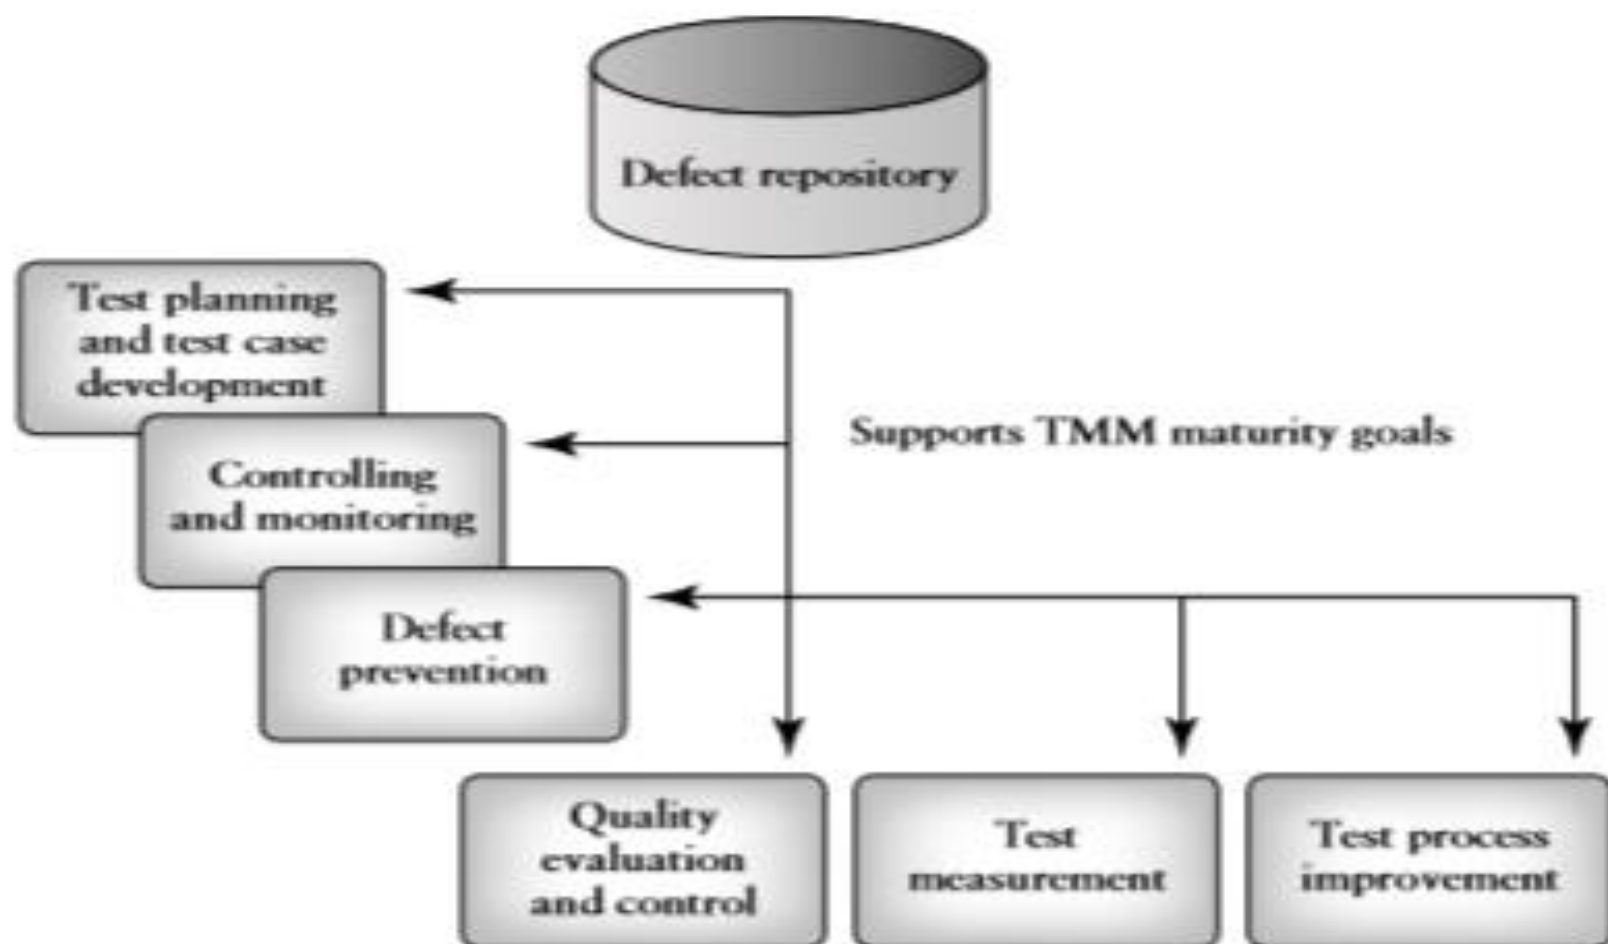 Defect repository
Test planning
and test case
development
Supports TMM maturity goals
Controlling
and monitoring
Defect
prevention
Quality
evaluation
and control
Test
measurement
Test process
improvement